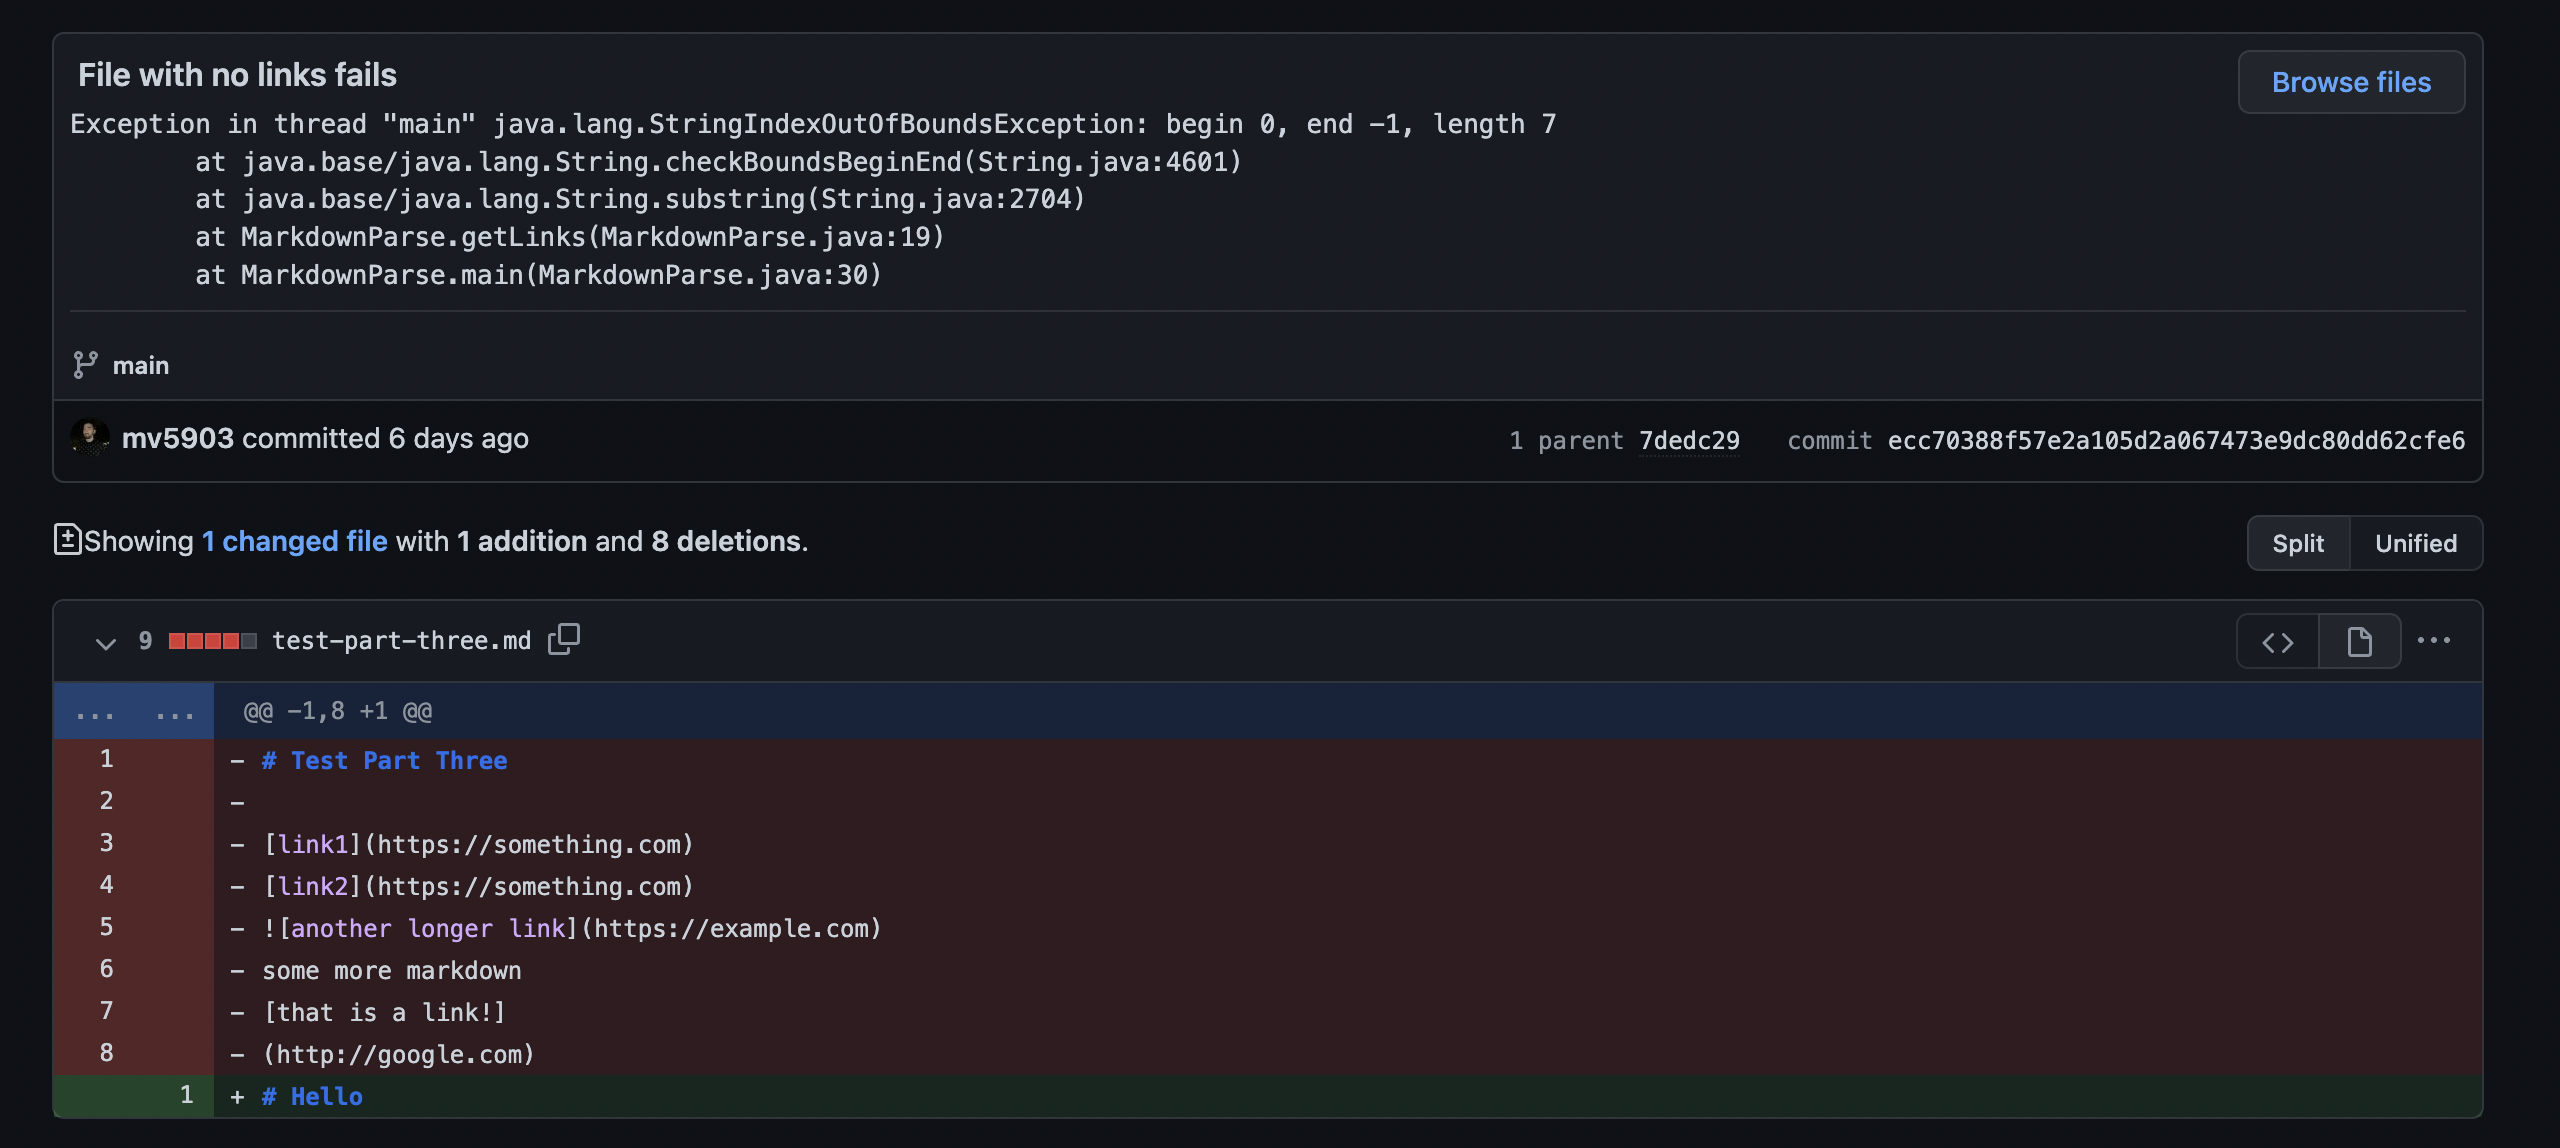 File with no links fails
Browse files
Exception in thread "main" java.lang.StringIndexOutOfBoundsException: begin 0, end -1, length 7
at java.base/java.lang.String.checkBoundsBeginEnd(String.java:4601)
at java.base/java.lang.String.substring(String.java:2704)
at MarkdownParse.getLinks(MarkdownParse.java:19)
at MarkdownParse.main(MarkdownParse.java:30)
main
mv5903 committed 6 days ago
1 parent 7dedc29 commit ecc70388f57e2a105d2a067473e9dc80dd62cfe6
Showing 1 changed file with 1 addition and 8 deletions.
Split Unified
9 test-part-three.md
... ... @@ -1,8 +1 @@
1 - # Test Part Three
2 -
3 - [link1](https://something.com)
4 - [link2](https://something.com)
5 - ![another longer link](https://example.com)
6 - some more markdown
7 - [that is a link!]
8 - (http://google.com)
1 + # Hello